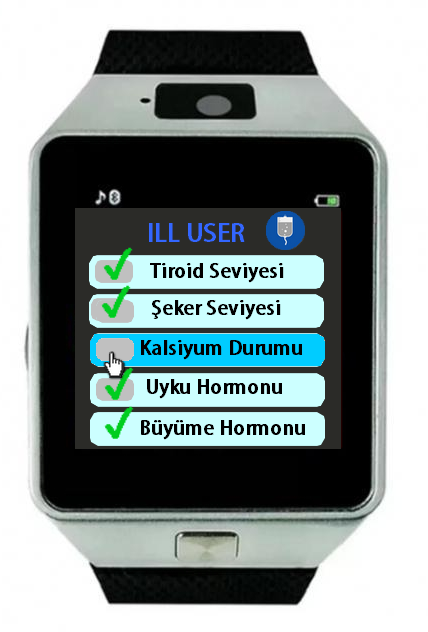 ILL USER
Tiroid Seviyesi
Şeker Seviyesi
Kalsiyum Durumu
Uyku Hormonu
Büyüme Hormonu